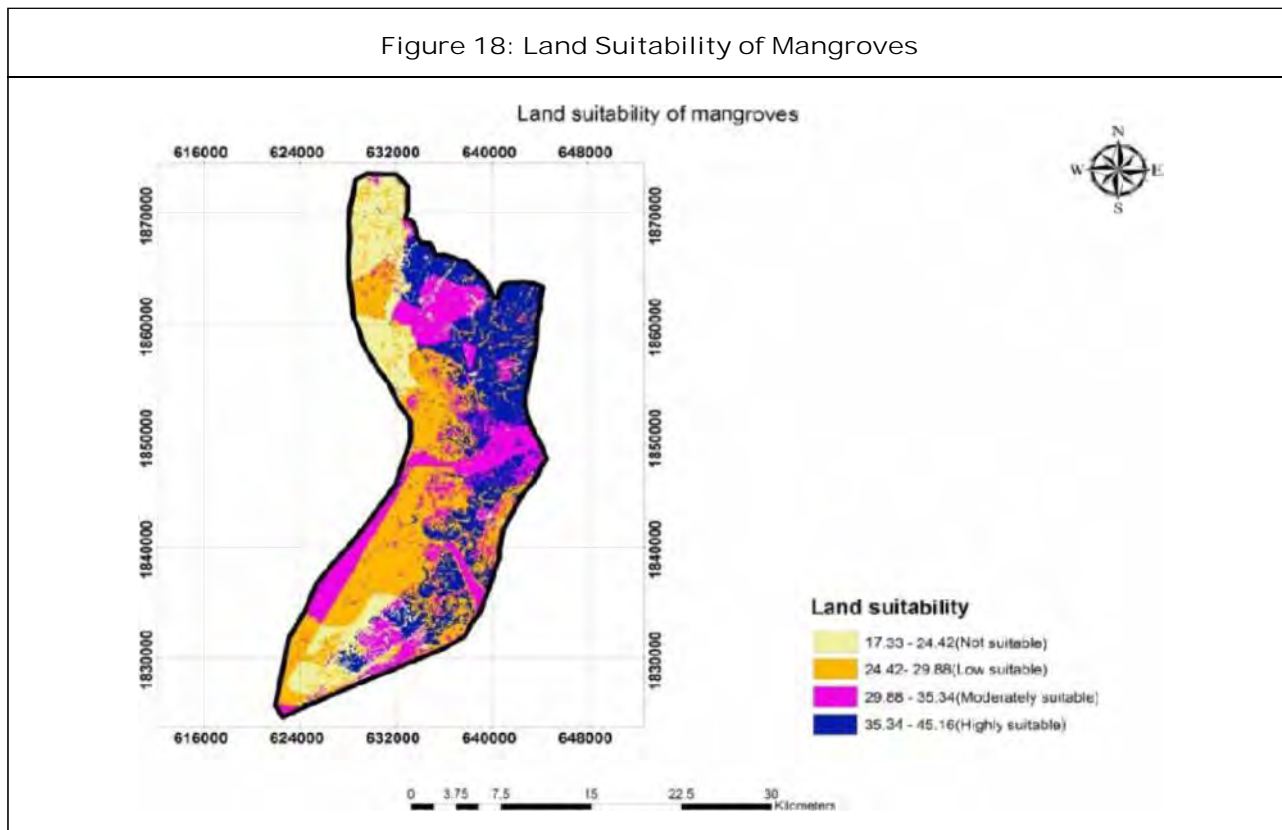 Figure 18: Land Suitability of Mangroves
Land suitability of mangroves
N
W E
S
616000 624000 632000 640000 648000
1870000 1870000
1860000 1860000
1850000 1850000
1840000 1840000
1830000 1830000
616000 624000 632000 640000 648000
Land suitability
17.33 - 24.42(Not suitable)
24.42- 29.88(Low suitable)
29.88 - 35.34(Moderately suitable)
35.34 - 45.16(Highly suitable)
0 3.75 7.5 15 22.5 30
Kilometers